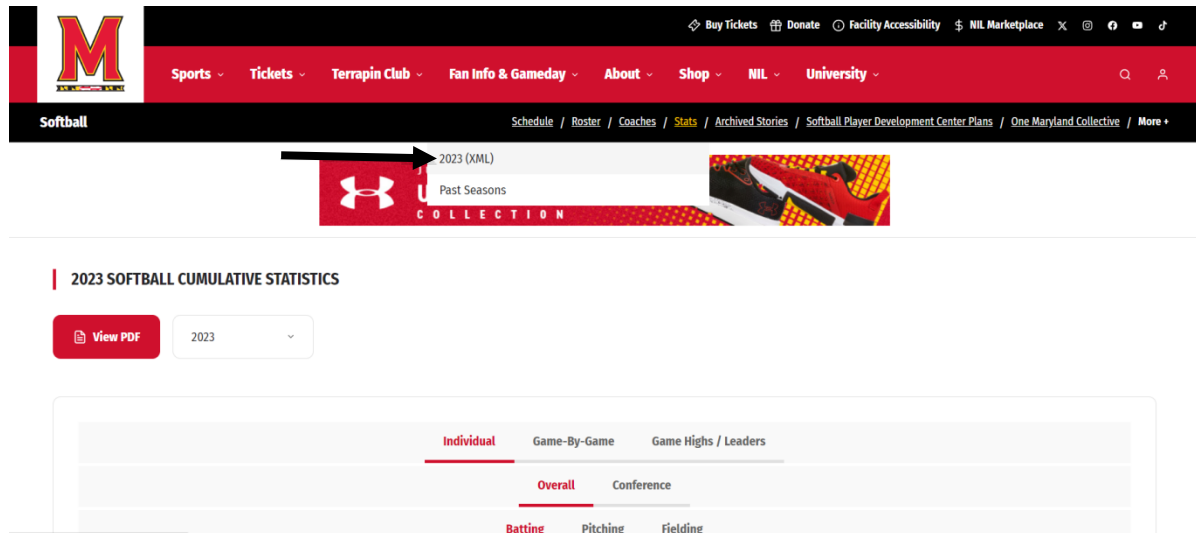 M
Buy Tickets Donate Facility Accessibility $ NIL Marketplace
Sports Tickets Terrapin Club Fan Info & Gameday About Shop NIL University
Softball Schedule / Roster / Coaches / Stats / Archived Stories / Softball Player Development Center Plans / One Maryland Collective / More +
2023 (XML)
Past Seasons
U
COLLECTION
2023 SOFTBALL CUMULATIVE STATISTICS
View PDF 2023
Individual Game-By-Game Game Highs / Leaders
Overall Conference
Batting Pitching Fielding